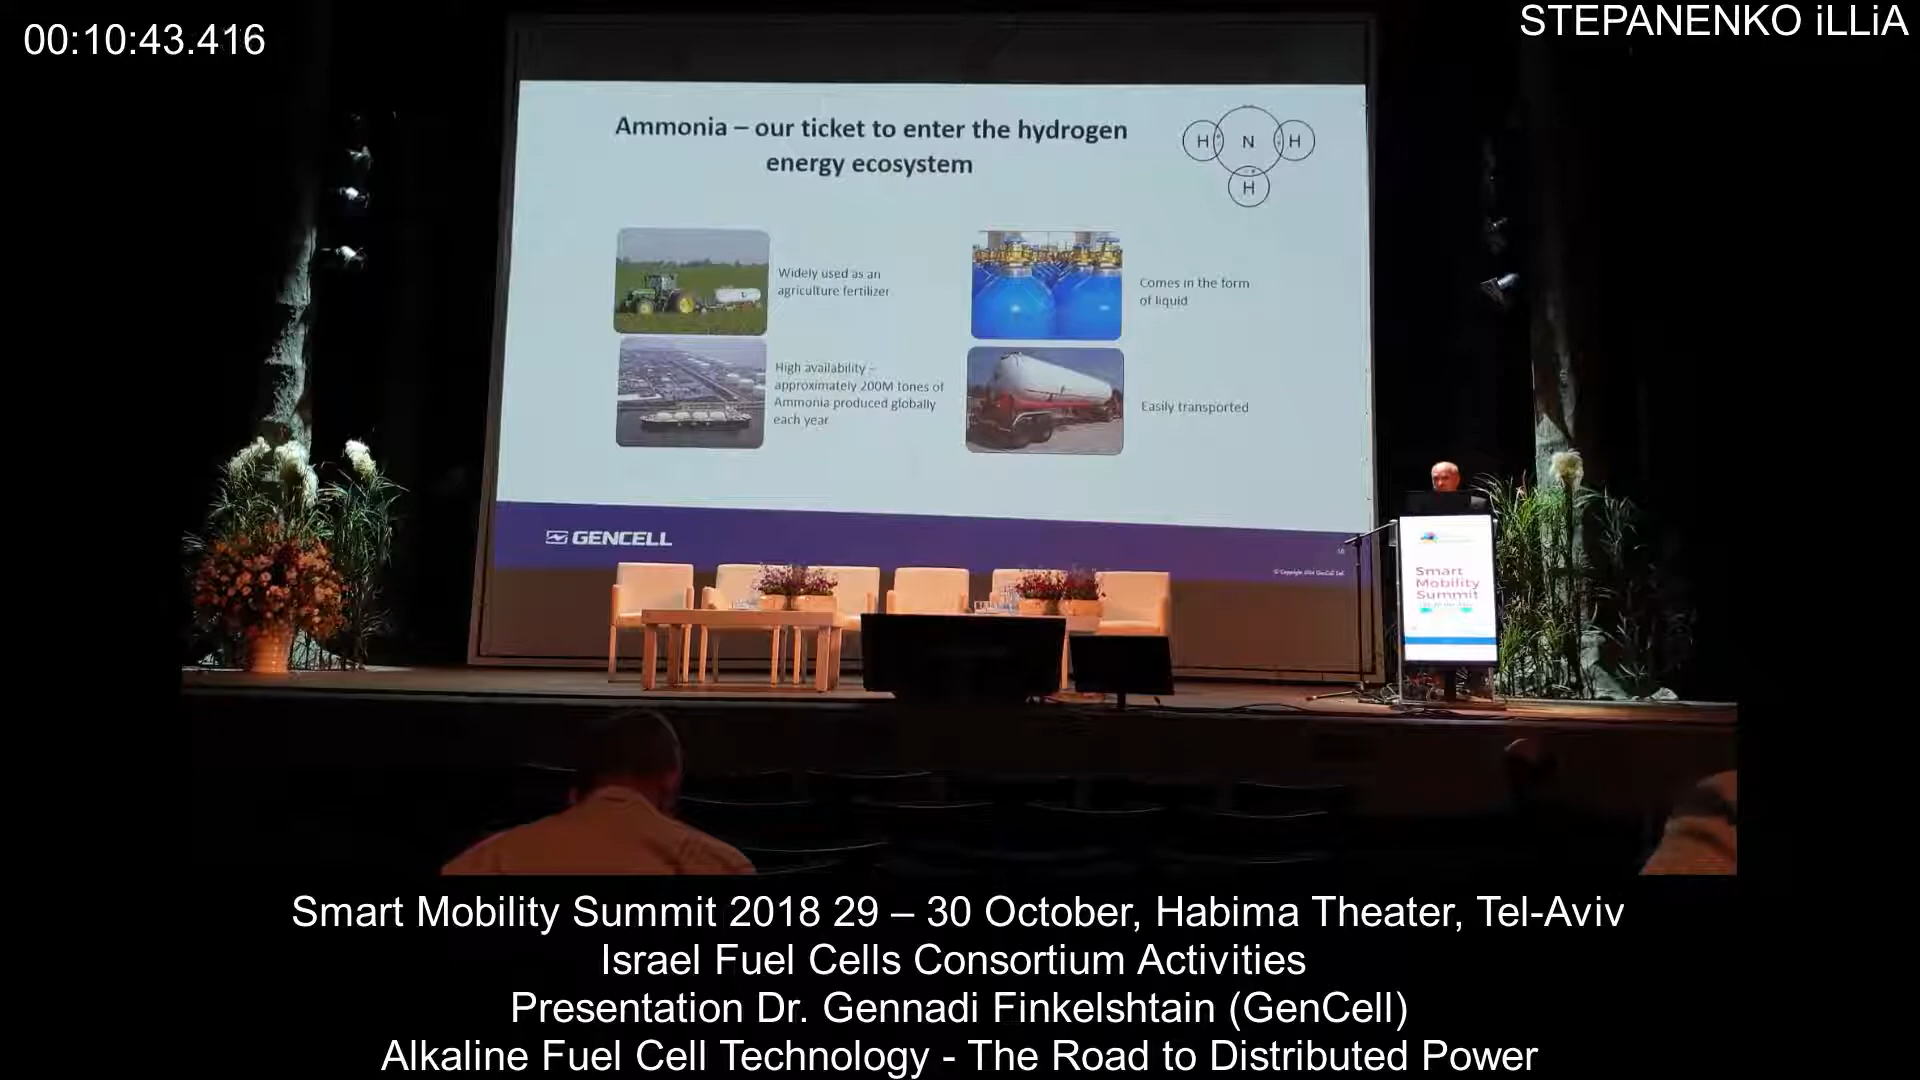 00:10:43.416
STEPANENKO iLLiA
Ammonia – our ticket to enter the hydrogen
energy ecosystem
H N H
H
Widely used as an
agriculture fertilizer
Comes in the form
of liquid
High availability –
approximately 200M tones of
Ammonia produced globally
each year
Easily transported
GENCELL
Smart
Mobility
Summit
Smart Mobility Summit 2018 29 – 30 October, Habima Theater, Tel-Aviv
Israel Fuel Cells Consortium Activities
Presentation Dr. Gennadi Finkelshtain (GenCell)
Alkaline Fuel Cell Technology - The Road to Distributed Power